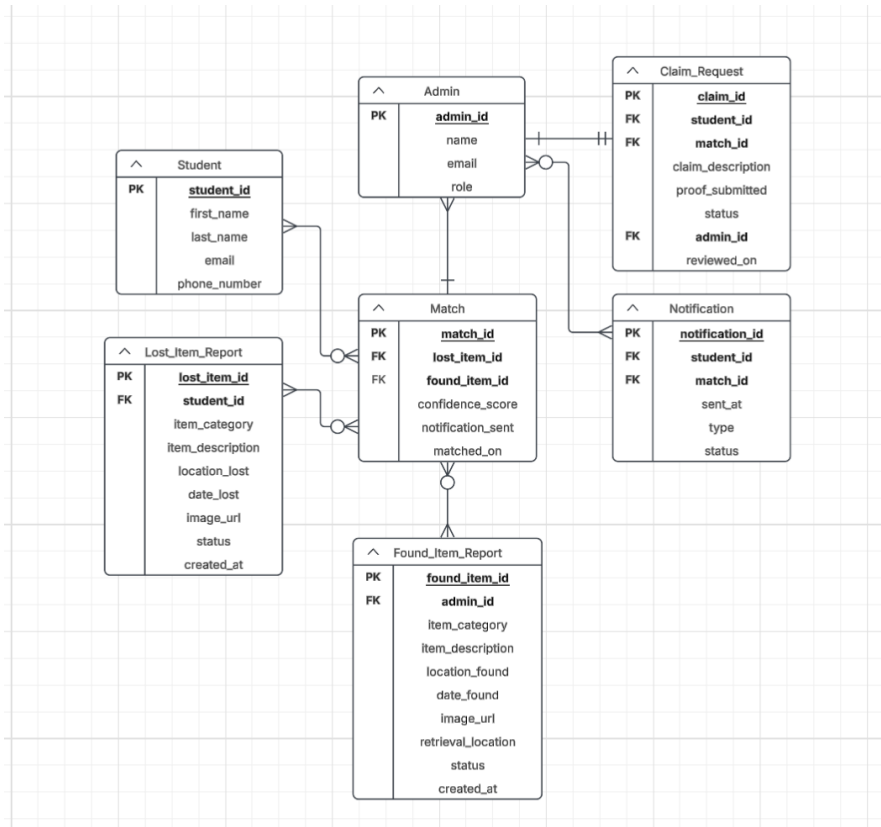 Admin
PK admin_id
name
email
role
Claim_Request
PK claim_id
FK student_id
FK match_id
claim_description
proof_submitted
status
FK admin_id
reviewed_on
Student
PK student_id
first_name
last_name
email
phone_number
Match
PK match_id
FK lost_item_id
FK found_item_id
confidence_score
notification_sent
matched_on
Notification
PK notification_id
FK student_id
FK match_id
sent_at
type
status
Lost_Item_Report
PK lost_item_id
FK student_id
item_category
item_description
location_lost
date_lost
image_url
status
created_at
Found_Item_Report
PK found_item_id
FK admin_id
item_category
item_description
location_found
date_found
image_url
retrieval_location
status
created_at